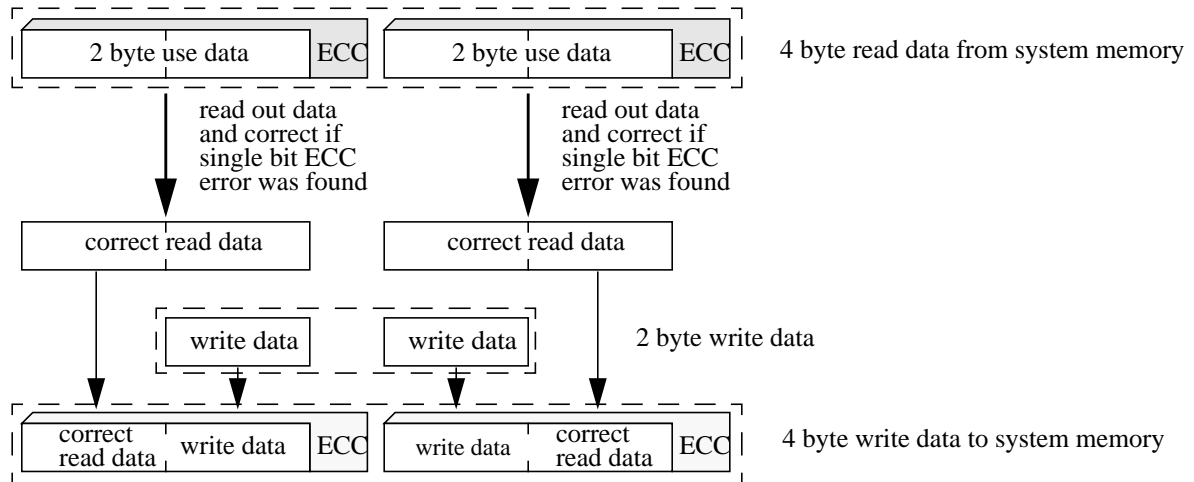 2 byte use data ECC 2 byte use data ECC 4 byte read data from system memory
read out data read out data
and correct if and correct if
single bit ECC single bit ECC
error was found error was found
correct read data correct read data
write data write data 2 byte write data
correct write data ECC write data correct ECC 4 byte write data to system memory
read data read data